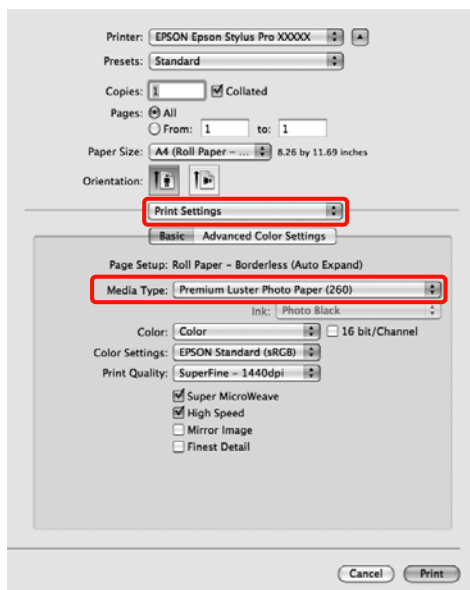 Printer: EPSON Epson Stylus Pro XXXXX
Presets: Standard
Copies: 1 Collated
Pages: All
From: 1 to: 1
Paper Size: A4 (Roll Paper – ... 8.26 by 11.69 inches
Orientation:
Print Settings
Basic Advanced Color Settings
Page Setup: Roll Paper – Borderless (Auto Expand)
Media Type: Premium Luster Photo Paper (260)
Ink: Photo Black
Color: Color 16 bit/Channel
Color Settings: EPSON Standard (sRGB)
Print Quality: SuperFine – 1440dpi
Super MicroWeave
High Speed
Mirror Image
Finest Detail
Cancel Print